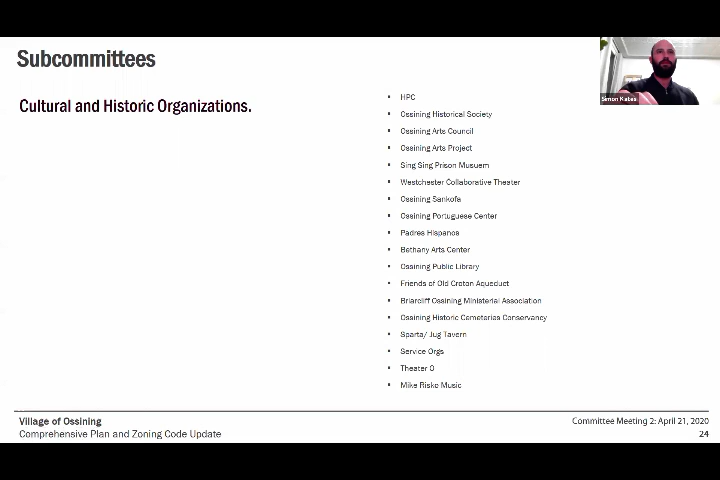 Subcommittees
Cultural and Historic Organizations.
HPC
Ossining Historical Society
Ossining Arts Council
Ossining Arts Project
Sing Sing Prison Musuem
Westchester Collaborative Theater
Ossining Sankofa
Ossining Portuguese Center
Padres Hispanos
Bethany Arts Center
Ossining Public Library
Friends of Old Croton Aqueduct
Briarcliff Ossining Ministerial Association
Ossining Historic Cemeteries Conservancy
Sparta/ Jug Tavern
Service Orgs
Theater O
Mike Risko Music
Simon Kates
Village of Ossining
Comprehensive Plan and Zoning Code Update
Committee Meeting 2: April 21, 2020
24